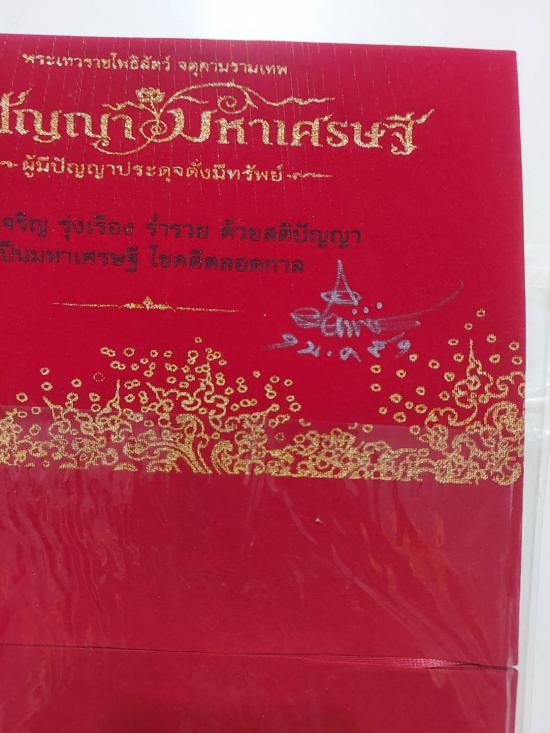 พระเทวราชโพธิสัตว์ จตุคามรามเทพ
ปัญญามหาเศรษฐี
ผู้มีปัญญาประดุจดั่งมีทรัพย์
เจริญ รุ่งเรือง ร่ำรวย ด้วยสติปัญญา
เป็นมหาเศรษฐี โชคดีตลอดกาล
๑ ม.ค ๕๑